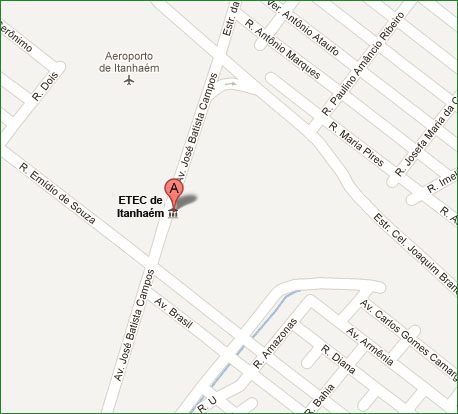 Estr. da
Ver. Antônio Ataufo
R. Antônio Marques
R. Paulino Amâncio Ribeiro
R. Josefa Maria da C
erônimo
R. Dois
Aeroporto
de Itanhaém
Av. José Batista Campos
R. Maria Pires
R. Imel
R. A
A
ETEC de
Itanhaém
R. Emídio de Souza
Estr. Cel. Joaquim Bran
Av. José Batista Campos
Av. Brasil
R. Amazonas
Av. Carlos Gomes Camarg
Av. Armênia
R. Diana
R. Bahia
R. U